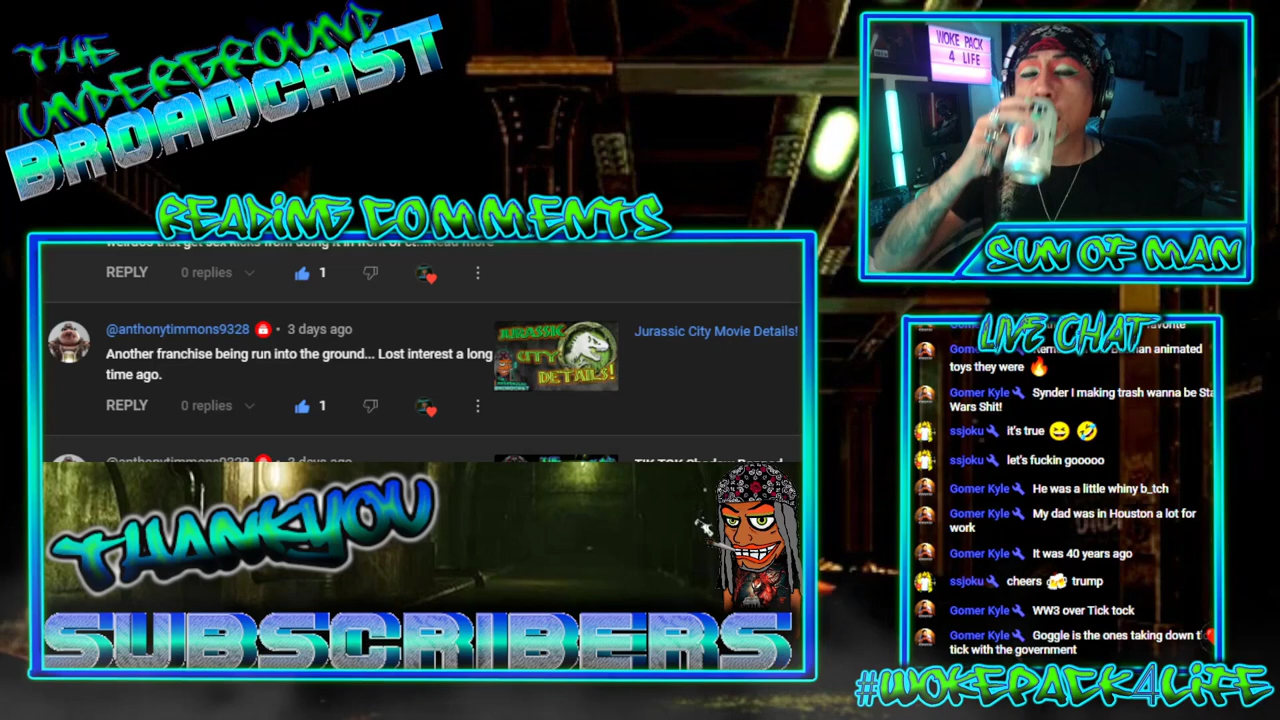 THE
UNDERGROUND
BROADCAST
WOKE PACK
4 LIFE
SUN OF MAN
READING COMMENTS
REPLY 0 replies 1
@anthonytimmons9328 • 3 days ago
Another franchise being run into the ground... Lost interest a long
time ago.
JURASSIC
CITY
DETAILS!
Jurassic City Movie Details!
REPLY 0 replies 1
THANKYOU
SUBSCRIBERS
LIVE CHAT
animated
toys they were 🔥
Gomer Kyle Synder I making trash wanna be Sta
Wars Shit!
ssjoku it's true 😆 🤣
ssjoku let's fuckin gooooo
Gomer Kyle He was a little whiny b_tch
Gomer Kyle My dad was in Houston a lot for
work
Gomer Kyle It was 40 years ago
ssjoku cheers 🍻 trump
Gomer Kyle WW3 over Tick tock
Gomer Kyle Goggle is the ones taking down
tick with the government
#WOKEPACK4LIFE